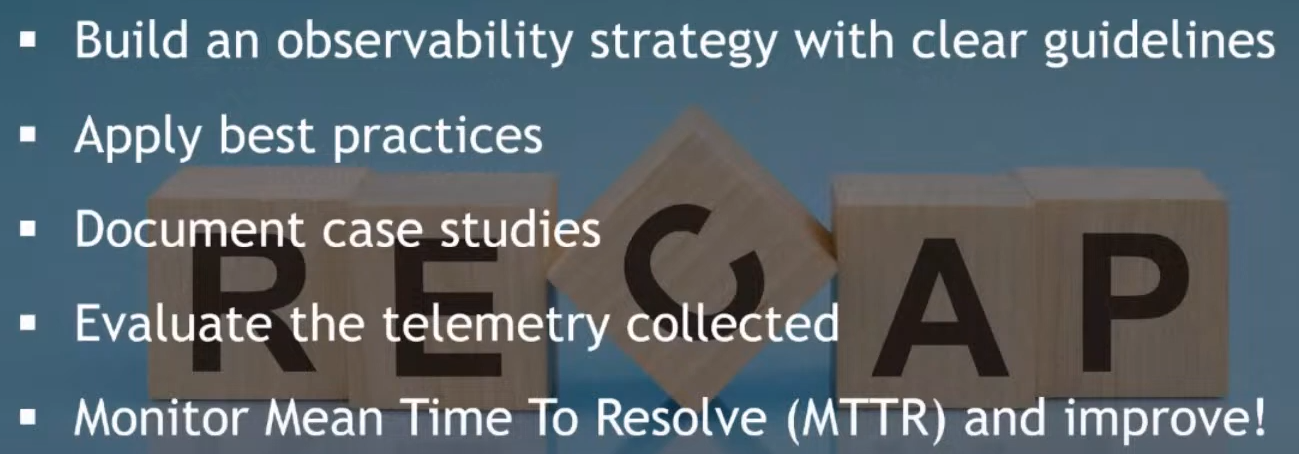 ▪ Build an observability strategy with clear guidelines
▪ Apply best practices
▪ Document case studies
▪ Evaluate the telemetry collected
▪ Monitor Mean Time To Resolve (MTTR) and improve!
RECAP